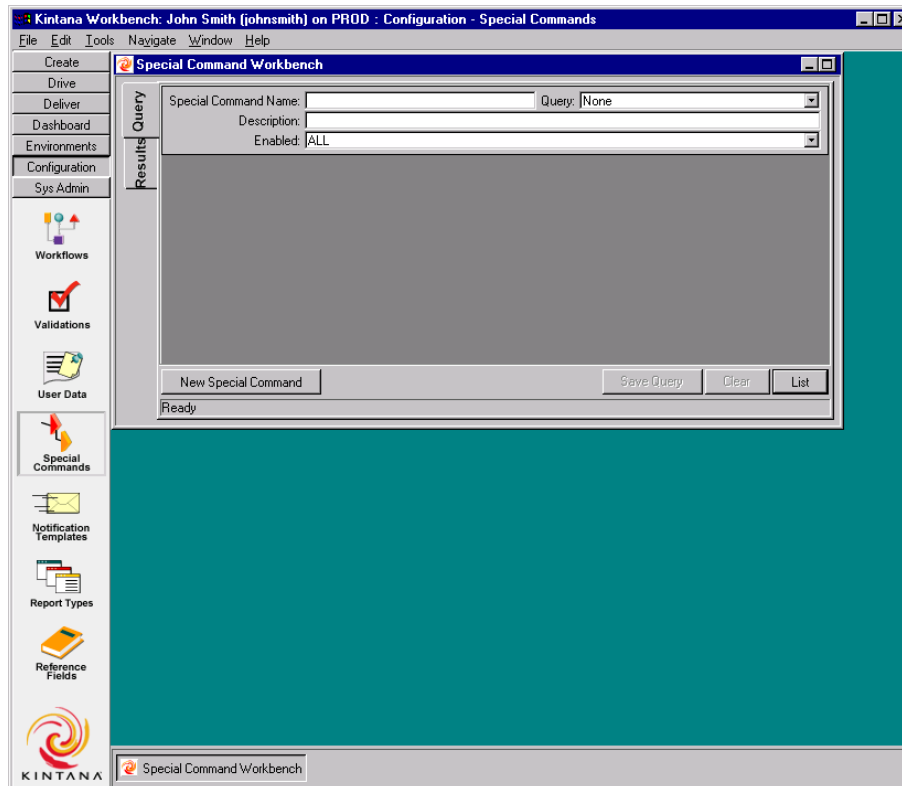 Kintana Workbench: John Smith (johnsmith) on PROD : Configuration - Special Commands
File Edit Tools Navigate Window Help
Create
Drive
Deliver
Dashboard
Environments
Configuration
Sys Admin
Workflows
Validations
User Data
Special
Commands
Notification
Templates
Report Types
Reference
Fields
KINTANA
Special Command Workbench
Query
Results
Special Command Name: Query: None
Description:
Enabled: ALL
New Special Command Save Query Clear List
Ready
Special Command Workbench